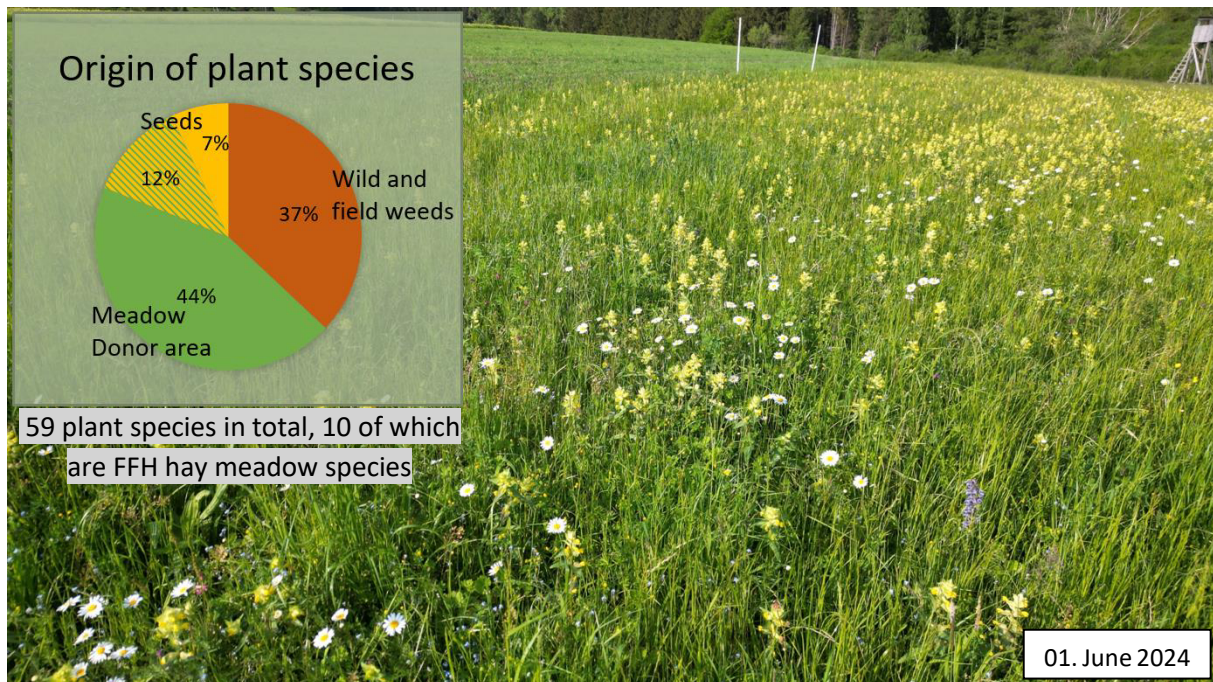 Origin of plant species
Seeds
7%
12%
Wild and
37% field weeds
44%
Meadow
Donor area
59 plant species in total, 10 of which
are FFH hay meadow species
01. June 2024